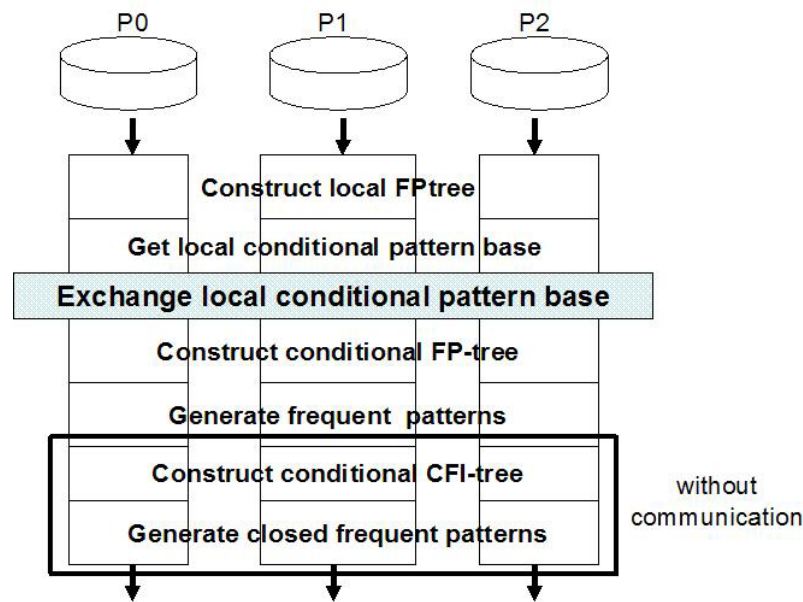 P0 P1 P2
Construct local FPtree
Get local conditional pattern base
Exchange local conditional pattern base
Construct conditional FP-tree
Generate frequent patterns
Construct conditional CFI-tree
Generate closed frequent patterns
without
communication